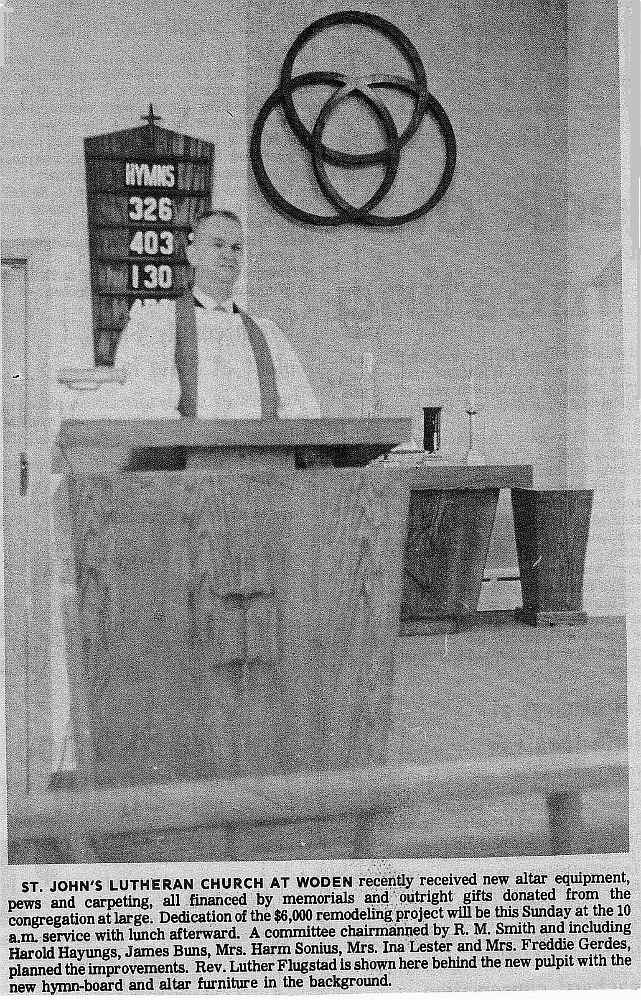 HYMNS
326
403
130
ST. JOHN'S LUTHERAN CHURCH AT WODEN recently received new altar equipment,
pews and carpeting, all financed by memorials and outright gifts donated from the
congregation at large. Dedication of the $6,000 remodeling project will be this Sunday at the 10
a.m. service with lunch afterward. A committee chairmanned by R. M. Smith and including
Harold Hayungs, James Buns, Mrs. Harm Sonius, Mrs. Ina Lester and Mrs. Freddie Gerdes,
planned the improvements. Rev. Luther Flugstad is shown here behind the new pulpit with the
new hymn-board and altar furniture in the background.